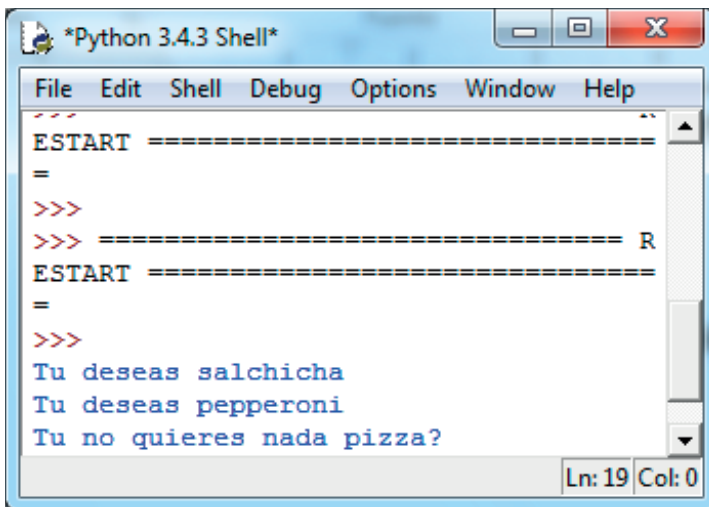 *Python 3.4.3 Shell*
File Edit Shell Debug Options Window Help
ESTART ===============================
=
>>>
>>> ================================ R
ESTART ===============================
=
>>>
Tu deseas salchicha
Tu deseas pepperoni
Tu no quieres nada pizza?
Ln: 19 Col: 0